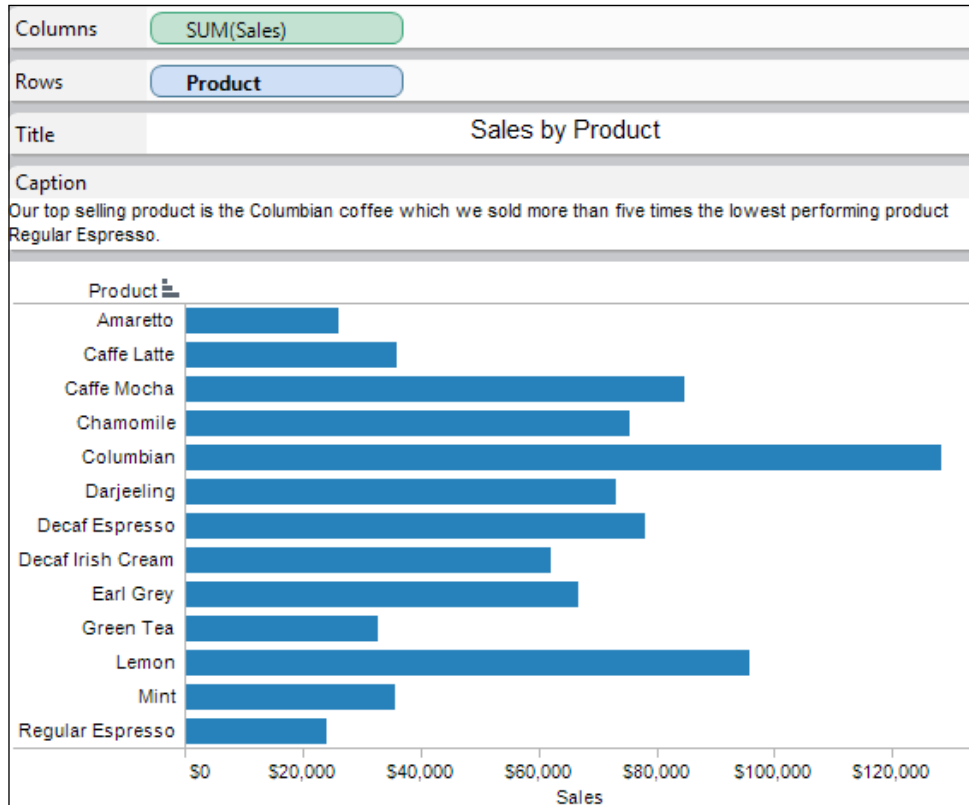 Columns SUM(Sales)
Rows Product
Title Sales by Product
Caption
Our top selling product is the Columbian coffee which we sold more than five times the lowest performing product
Regular Espresso.
Product
Amaretto
Caffe Latte
Caffe Mocha
Chamomile
Columbian
Darjeeling
Decaf Espresso
Decaf Irish Cream
Earl Grey
Green Tea
Lemon
Mint
Regular Espresso
$0 $20,000 $40,000 $60,000 $80,000 $100,000 $120,000
Sales